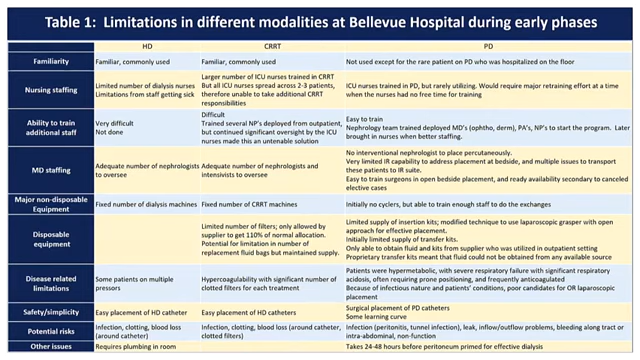 Table 1: Limitations in different modalities at Bellevue Hospital during early phases
HD
CRRT
PD
Familiarity
Familiar, commonly used
Familiar, commonly used
Not used except for the rare patient on PD who was hospitalized on the floor
Nursing staffing
Limited number of dialysis nurses
Limitations from staff getting sick
Larger number of ICU nurses trained in CRRT
But all ICU nurses spread across 2-3 patients,
therefore unable to take additional CRRT
responsibilities
ICU nurses trained in PD, but rarely utilizing. Would require major retraining effort at a time
when the nurses had no free time for training
Ability to train
additional staff
Very difficult
Not done
Difficult
Trained several NP's deployed from outpatient,
but continued significant oversight by the ICU
nurses made this an untenable solution
Easy to train
Nephrology team trained deployed MD's (ophtho, derm), PA's, NP's to start the program. Later
brought in nurses when better staffing.
MD staffing
Adequate number of nephrologists
to oversee
Adequate number of nephrologists and
intensivists to oversee
No interventional nephrologist to place percutaneously.
Very limited IR capability to address placement at bedside, and multiple issues to transport
these patients to IR suite.
Easy to train surgeons in open bedside placement, and ready availability secondary to canceled
elective cases
Major non-disposable
Equipment
Fixed number of dialysis machines
Fixed number of CRRT machines
Initially no cyclers, but able to train enough staff to do the exchanges
Disposable
equipment
Limited number of filters; only allowed by
supplier to get 110% of normal allocation.
Potential for limitation in number of
replacement fluid bags but maintained supply.
Limited supply of insertion kits; modified technique to use laparoscopic grasper with open
approach for effective placement.
Initially limited supply of transfer kits.
Only able to obtain fluid and kits from supplier who was utilized in outpatient setting
Proprietary transfer kits meant that fluid could not be obtained from any available source
Disease related
limitations
Some patients on multiple
pressors
Hypercoagulability with significant number of
clotted filters for each treatment
Patients were hypermetabolic, with severe respiratory failure with significant respiratory
acidosis, often requiring prone positioning, and frequently anticoagulated
Because of infectious nature and patients' conditions, poor candidates for OR laparoscopic
placement
Safety/simplicity
Easy placement of HD catheter
Easy placement of HD catheters
Surgical placement of PD catheters
Some learning curve
Potential risks
Infection, clotting, blood loss
(around catheter)
Infection, clotting, blood loss (around catheter,
clotted filters)
Infection (peritonitis, tunnel infection), leak, inflow/outflow problems, bleeding along tract or
intra-abdominal, non-function
Other issues
Requires plumbing in room
Takes 24-48 hours before peritoneum primed for effective dialysis